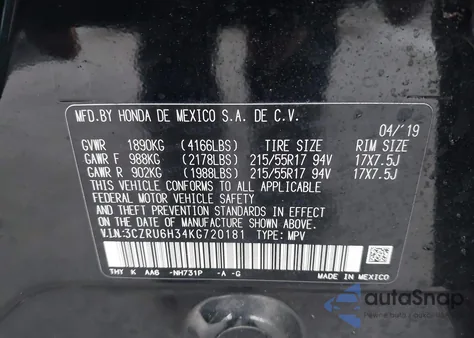 MFD.BY HONDA DE MEXICO S.A. DE C.V.
04/'19
GVWR 1890KG (4166LBS) TIRE SIZE RIM SIZE
GAWR F 988KG (2178LBS) 215/55R17 94V 17X7.5J
GAWR R 902KG (1988LBS) 215/55R17 94V 17X7.5J
THIS VEHICLE CONFORMS TO ALL APPLICABLE
FEDERAL MOTOR VEHICLE SAFETY
AND THEFT PREVENTION STANDARDS IN EFFECT
ON THE DATE OF MANUFACTURE SHOWN ABOVE.
V.I.N:3CZRU6H34KG720181 TYPE: MPV
THY K AA6 -NH731P -A -G MADE IN MEXICO
autoSnap